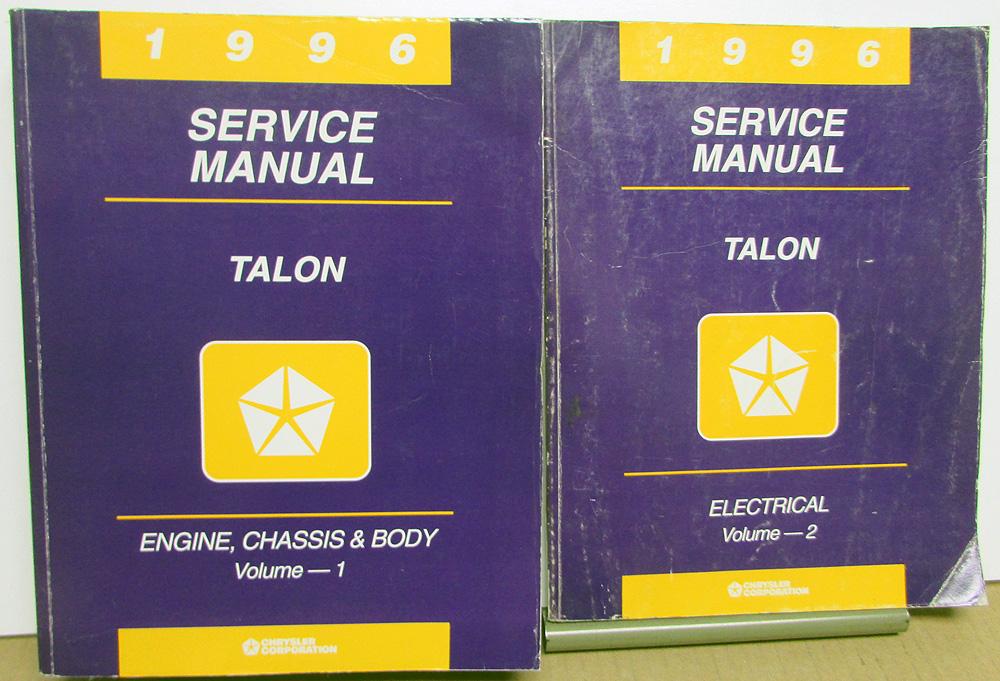 1 9 9 6
SERVICE
MANUAL
TALON
ENGINE, CHASSIS & BODY
Volume — 1
CHRYSLER
CORPORATION
1 9 9 6
SERVICE
MANUAL
TALON
ELECTRICAL
Volume — 2
CHRYSLER
CORPORATION